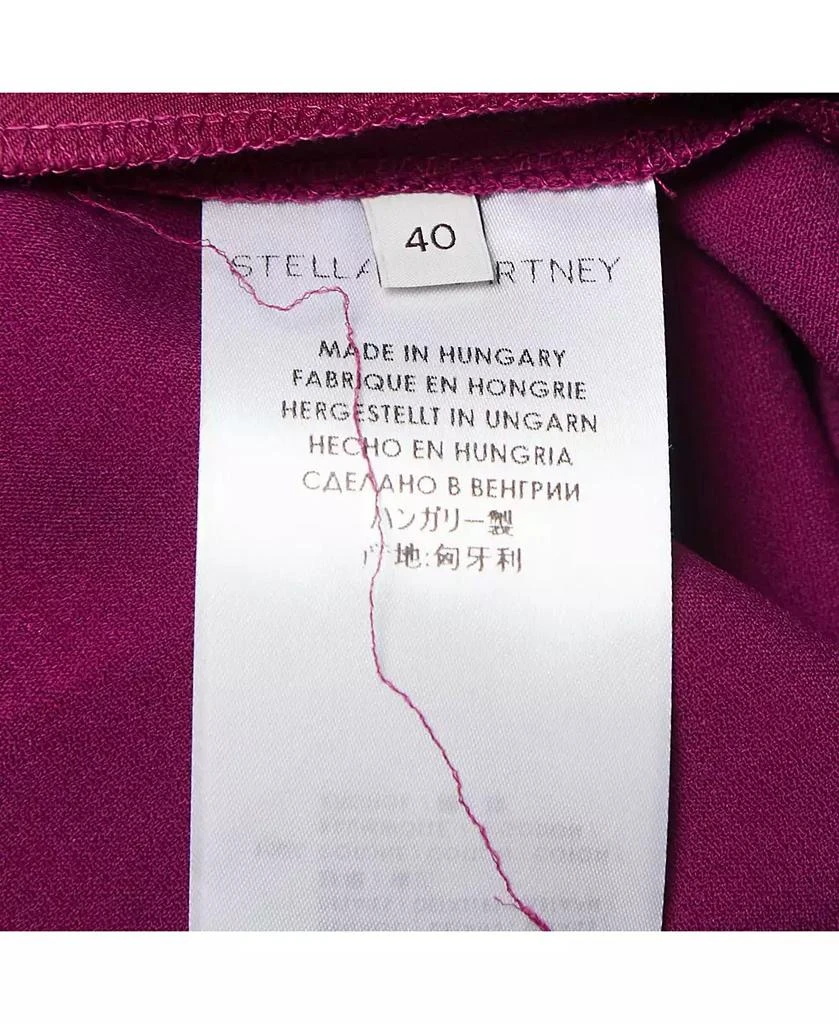 40
STELLA RTNEY
MADE IN HUNGARY
FABRIQUE EN HONGRIE
HERGESTELLT IN UNGARN
HECHO EN HUNGRIA
СДЕЛАНО В ВЕНГРИИ
ハンガリー製
产地:匈牙利